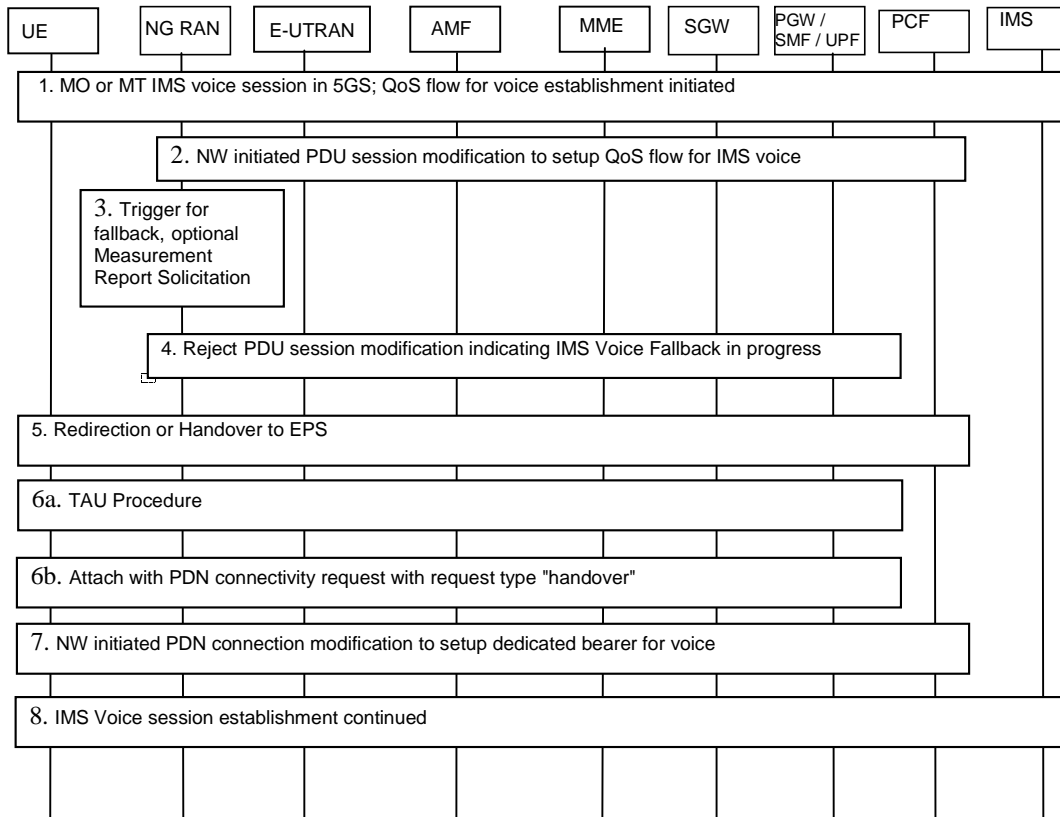 UE
NG RAN
E-UTRAN
AMF
MME
SGW
PGW /
SMF / UPF
PCF
IMS
1. MO or MT IMS voice session in 5GS; QoS flow for voice establishment initiated
2. NW initiated PDU session modification to setup QoS flow for IMS voice
3. Trigger for
fallback, optional
Measurement
Report Solicitation
4. Reject PDU session modification indicating IMS Voice Fallback in progress
5. Redirection or Handover to EPS
6a. TAU Procedure
6b. Attach with PDN connectivity request with request type "handover"
7. NW initiated PDN connection modification to setup dedicated bearer for voice
8. IMS Voice session establishment continued